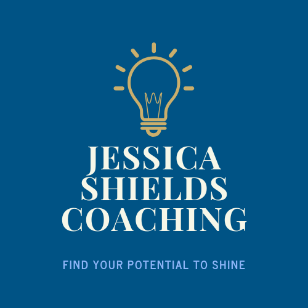 JESSICA
SHIELDS
COACHING
FIND YOUR POTENTIAL TO SHINE